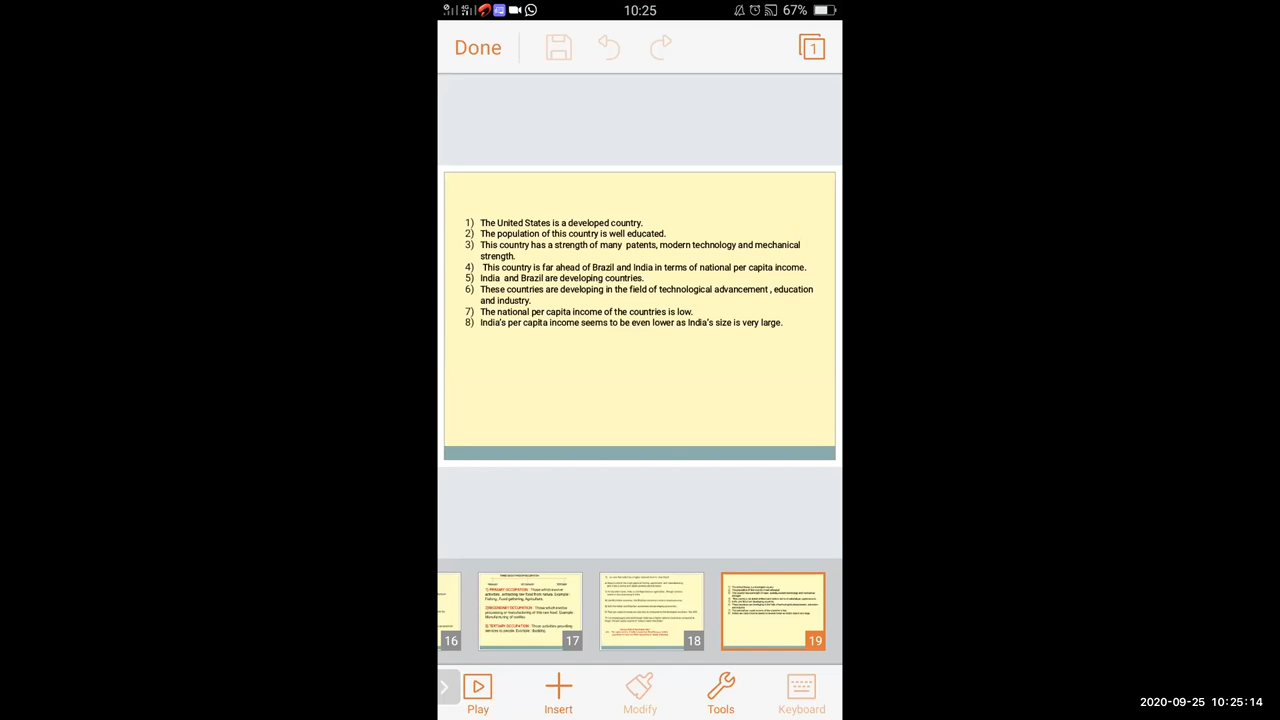 10:25
67%
Done
1
1) The United States is a developed country.
2) The population of this country is well educated.
3) This country has a strength of many patents, modern technology and mechanical
strength.
4) This country is far ahead of Brazil and India in terms of national per capita income.
5) India and Brazil are developing countries.
6) These countries are developing in the field of technological advancement , education
and industry.
7) The national per capita income of the countries is low.
8) India's per capita income seems to be even lower as India's size is very large.
16
17
18
19
Play
Insert
Modify
Tools
Keyboard
2020-09-25 10:25:14